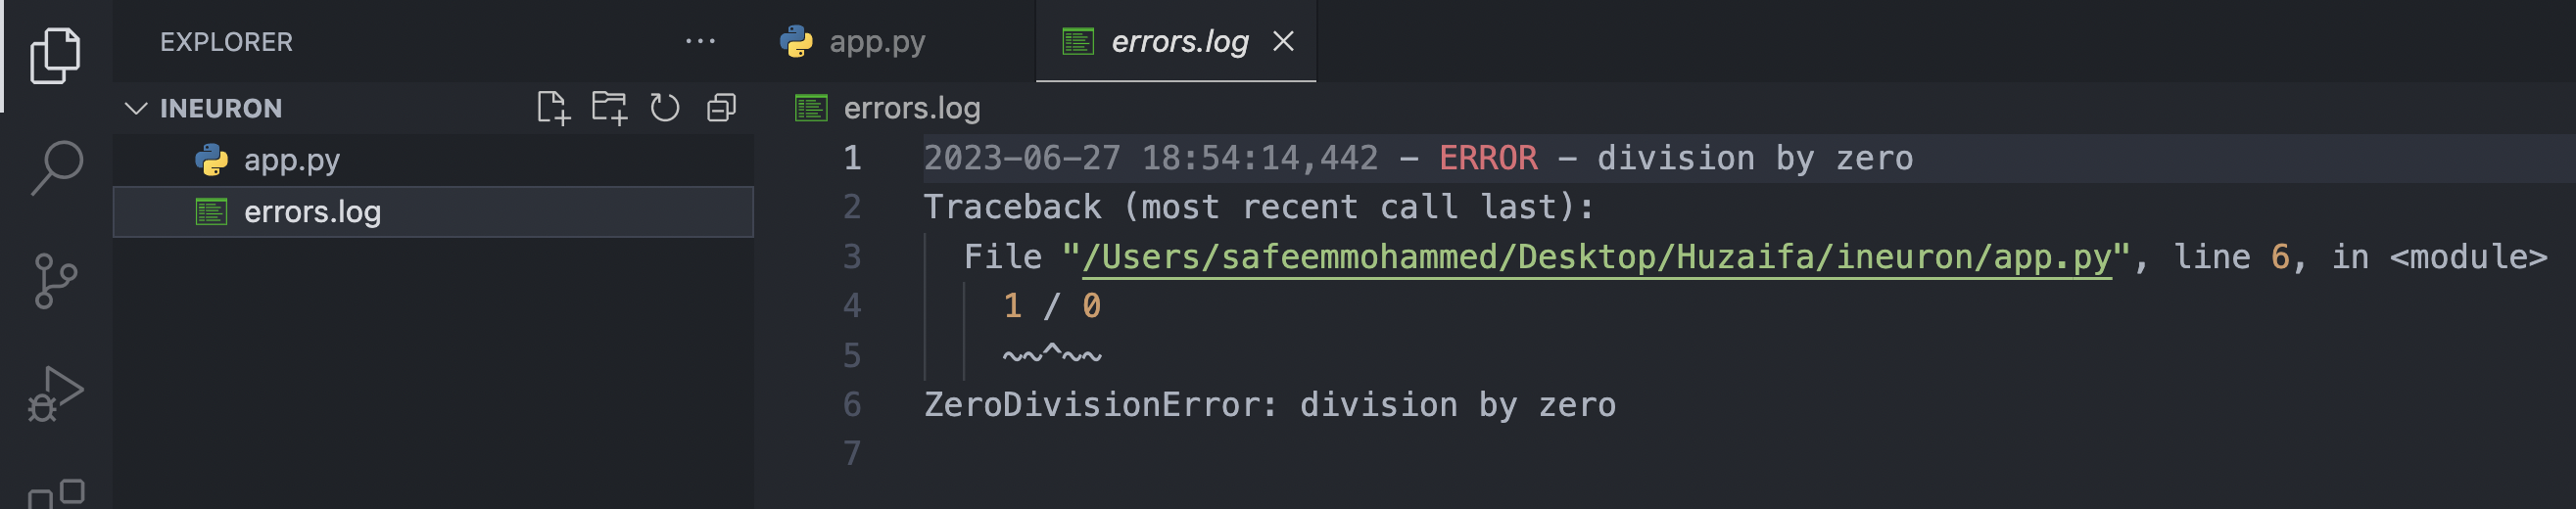 EXPLORER
···
app.py
errors.log
INEURON
app.py
errors.log
errors.log
1 2023-06-27 18:54:14,442 - ERROR - division by zero
2 Traceback (most recent call last):
3   File "/Users/safeemmohammed/Desktop/Huzaifa/ineuron/app.py", line 6, in <module>
4     1 / 0
5     ~~^~~
6 ZeroDivisionError: division by zero
7